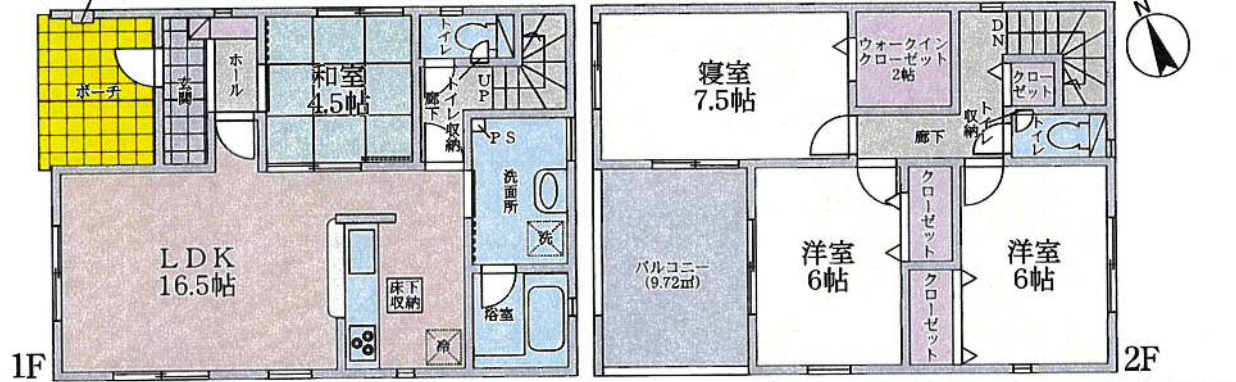 ポーチ
玄関
ホール
和室
4.5帖
トイレ
廊下
トイレ収納
UP
PS
洗面所
洗
浴室
LDK
16.5帖
床下
収納
冷
1F
寝室
7.5帖
ウォークイン
クローゼット
2帖
DN
クロー
ゼット
トイレ
収納
トイレ
廊下
バルコニー
(9.72㎡)
洋室
6帖
クローゼット
クローゼット
洋室
6帖
2F
N